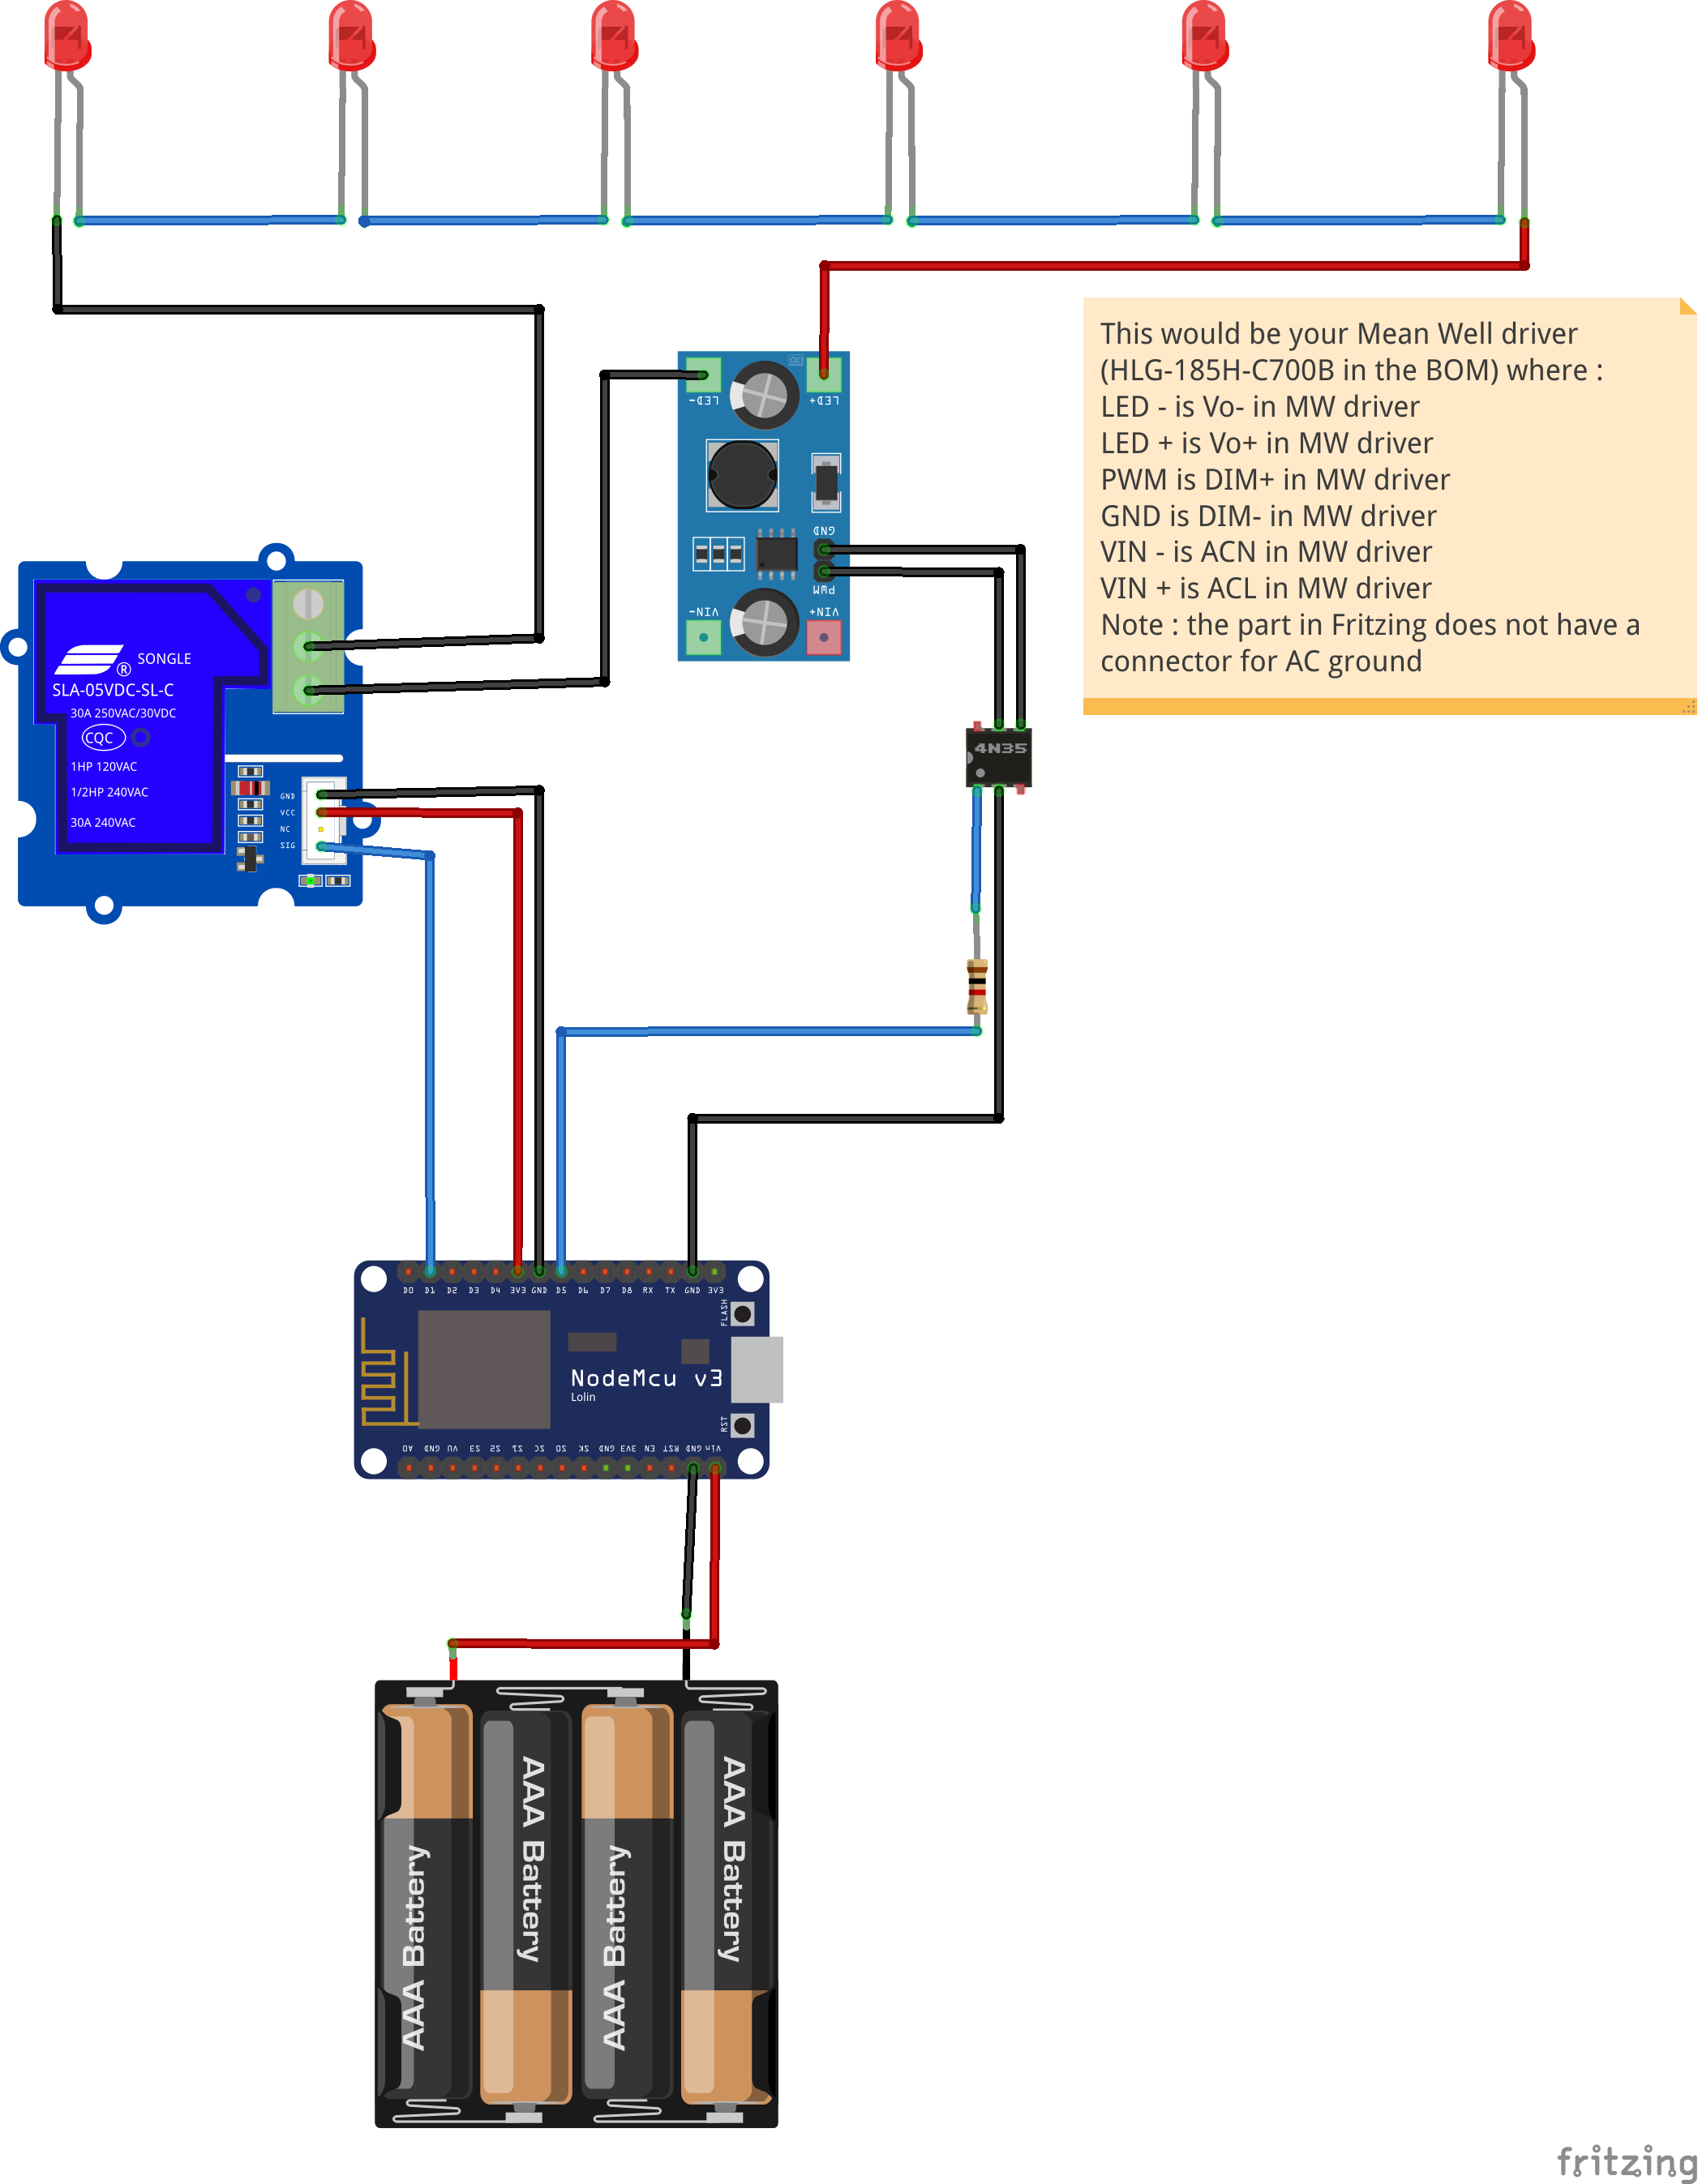 This would be your Mean Well driver
(HLG-185H-C700B in the BOM) where :
LED - is Vo- in MW driver
LED + is Vo+ in MW driver
PWM is DIM+ in MW driver
GND is DIM- in MW driver
VIN - is ACN in MW driver
VIN + is ACL in MW driver
Note : the part in Fritzing does not have a
connector for AC ground
LED- LED+
GND
PWM
VIN- VIN+
® SONGLE
SLA-05VDC-SL-C
30A 250VAC/30VDC
CQC
1HP 120VAC
1/2HP 240VAC
30A 240VAC
GND
VCC
NC
SIG
4N35
D0 D1 D2 D3 D4 3V3 GND D5 D6 D7 D8 RX TX GND 3V3
FLASH
NodeMcu v3
Lolin
RST
A0 GND VU S3 S2 S1 SC S0 SK GND 3V3 EN RST GND Vin
AAA Battery
AAA Battery
AAA Battery
AAA Battery
fritzing